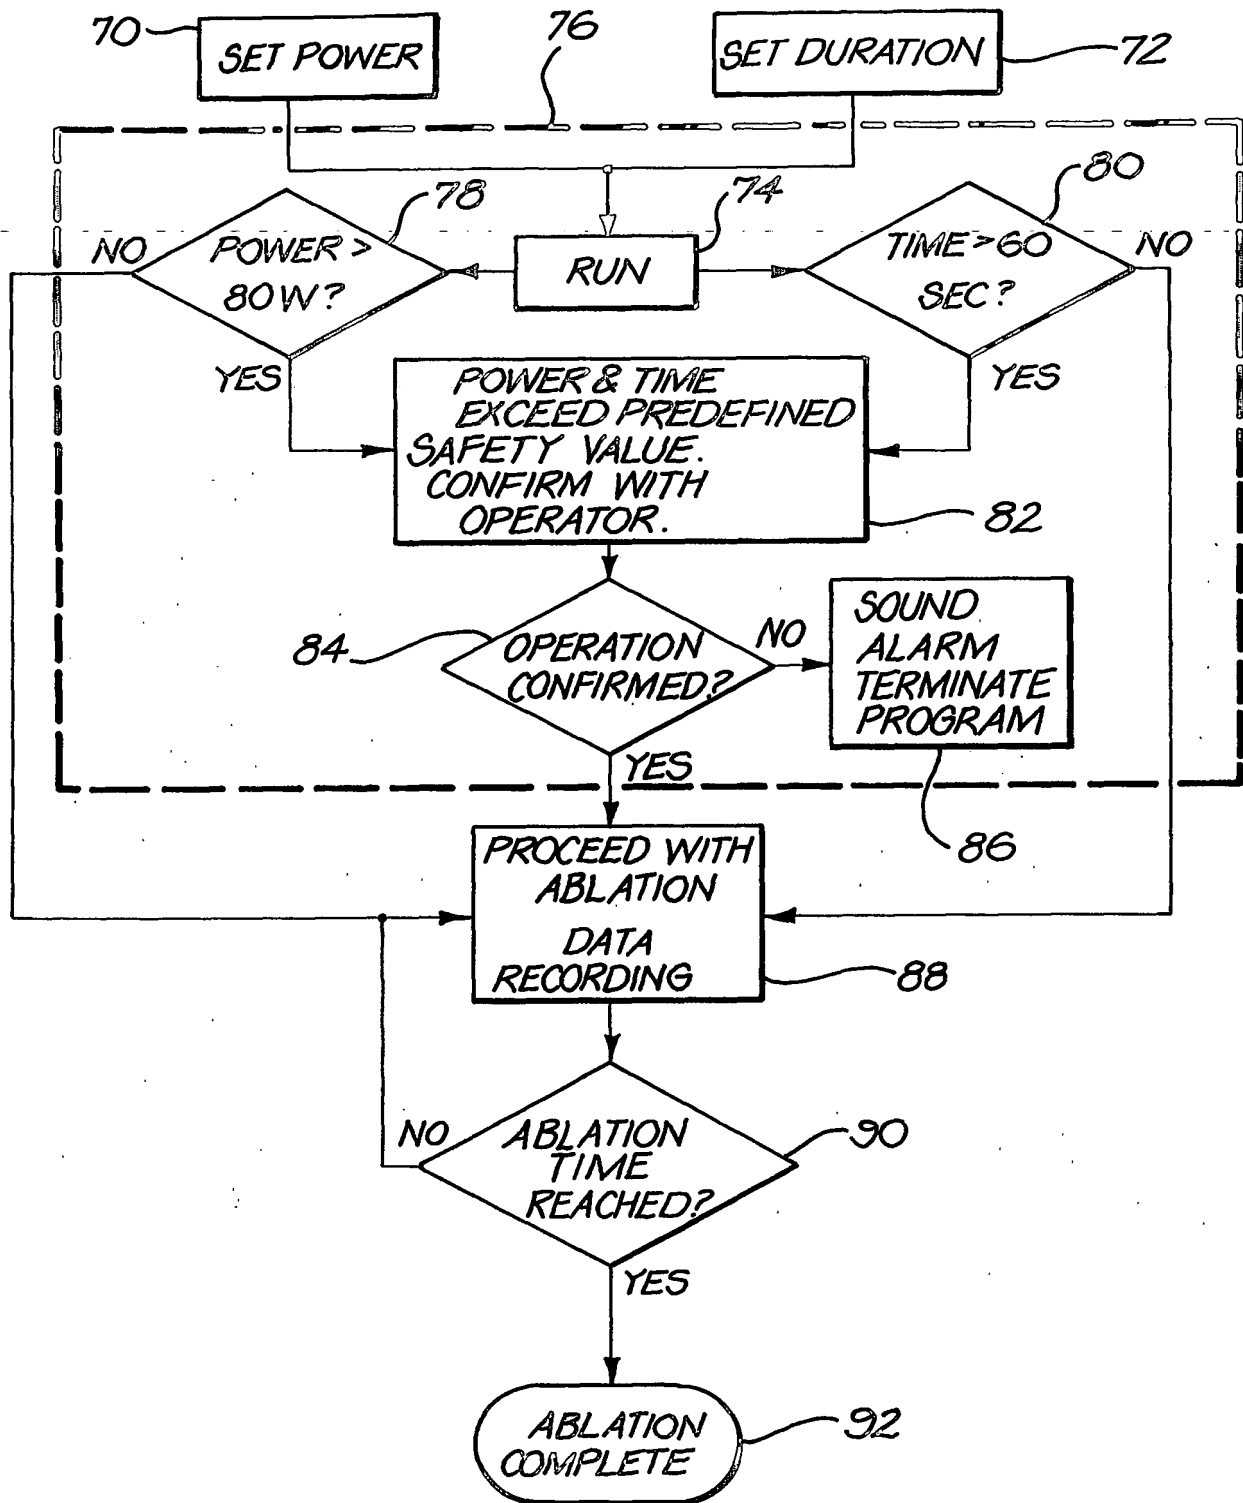 70
SET POWER
76
SET DURATION
72
78
74
80
NO
POWER >
80W?
RUN
TIME > 60
SEC?
NO
YES
YES
POWER & TIME
EXCEED PREDEFINED
SAFETY VALUE.
CONFIRM WITH
OPERATOR.
82
84
OPERATION
CONFIRMED?
NO
SOUND
ALARM
TERMINATE
PROGRAM
YES
86
PROCEED WITH
ABLATION
DATA
RECORDING
88
NO
ABLATION
TIME
REACHED?
90
YES
ABLATION
COMPLETE
92